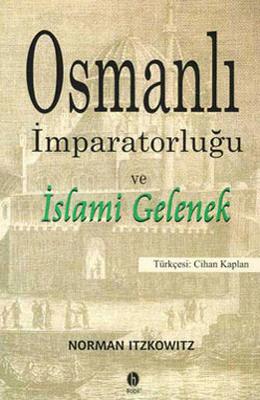 Osmanlı
İmparatorluğu
ve
İslami Gelenek
Türkçesi: Cihan Kaplan
NORMAN ITZKOWITZ